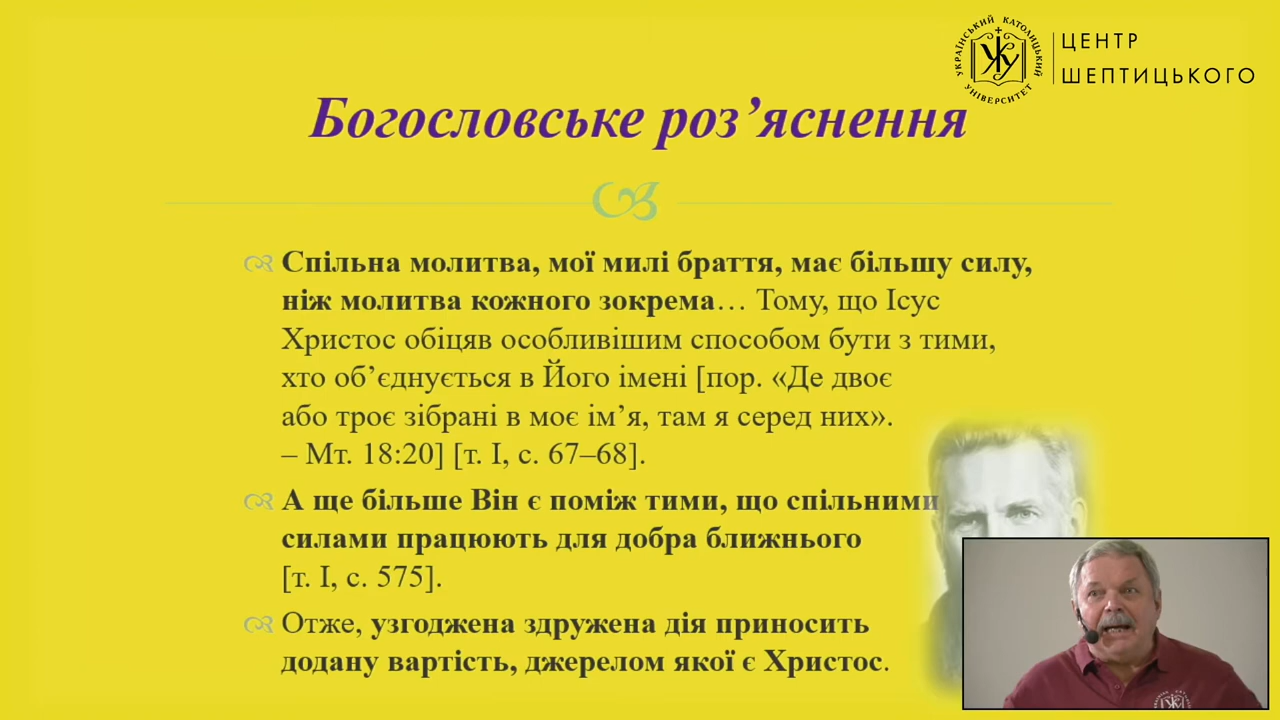 УКРАЇНСЬКИЙ КАТОЛИЦЬКИЙ УНІВЕРСИТЕТ
ЦЕНТР
ШЕПТИЦЬКОГО
Богословське роз’яснення
Спільна молитва, мої милі браття, має більшу силу,
ніж молитва кожного зокрема… Тому, що Ісус
Христос обіцяв особливішим способом бути з тими,
хто об’єднується в Його імені [пор. «Де двоє
або троє зібрані в моє ім’я, там я серед них».
– Мт. 18:20] [т. І, с. 67–68].
А ще більше Він є поміж тими, що спільними
силами працюють для добра ближнього
[т. І, с. 575].
Отже, узгоджена здружена дія приносить
додану вартість, джерелом якої є Христос.